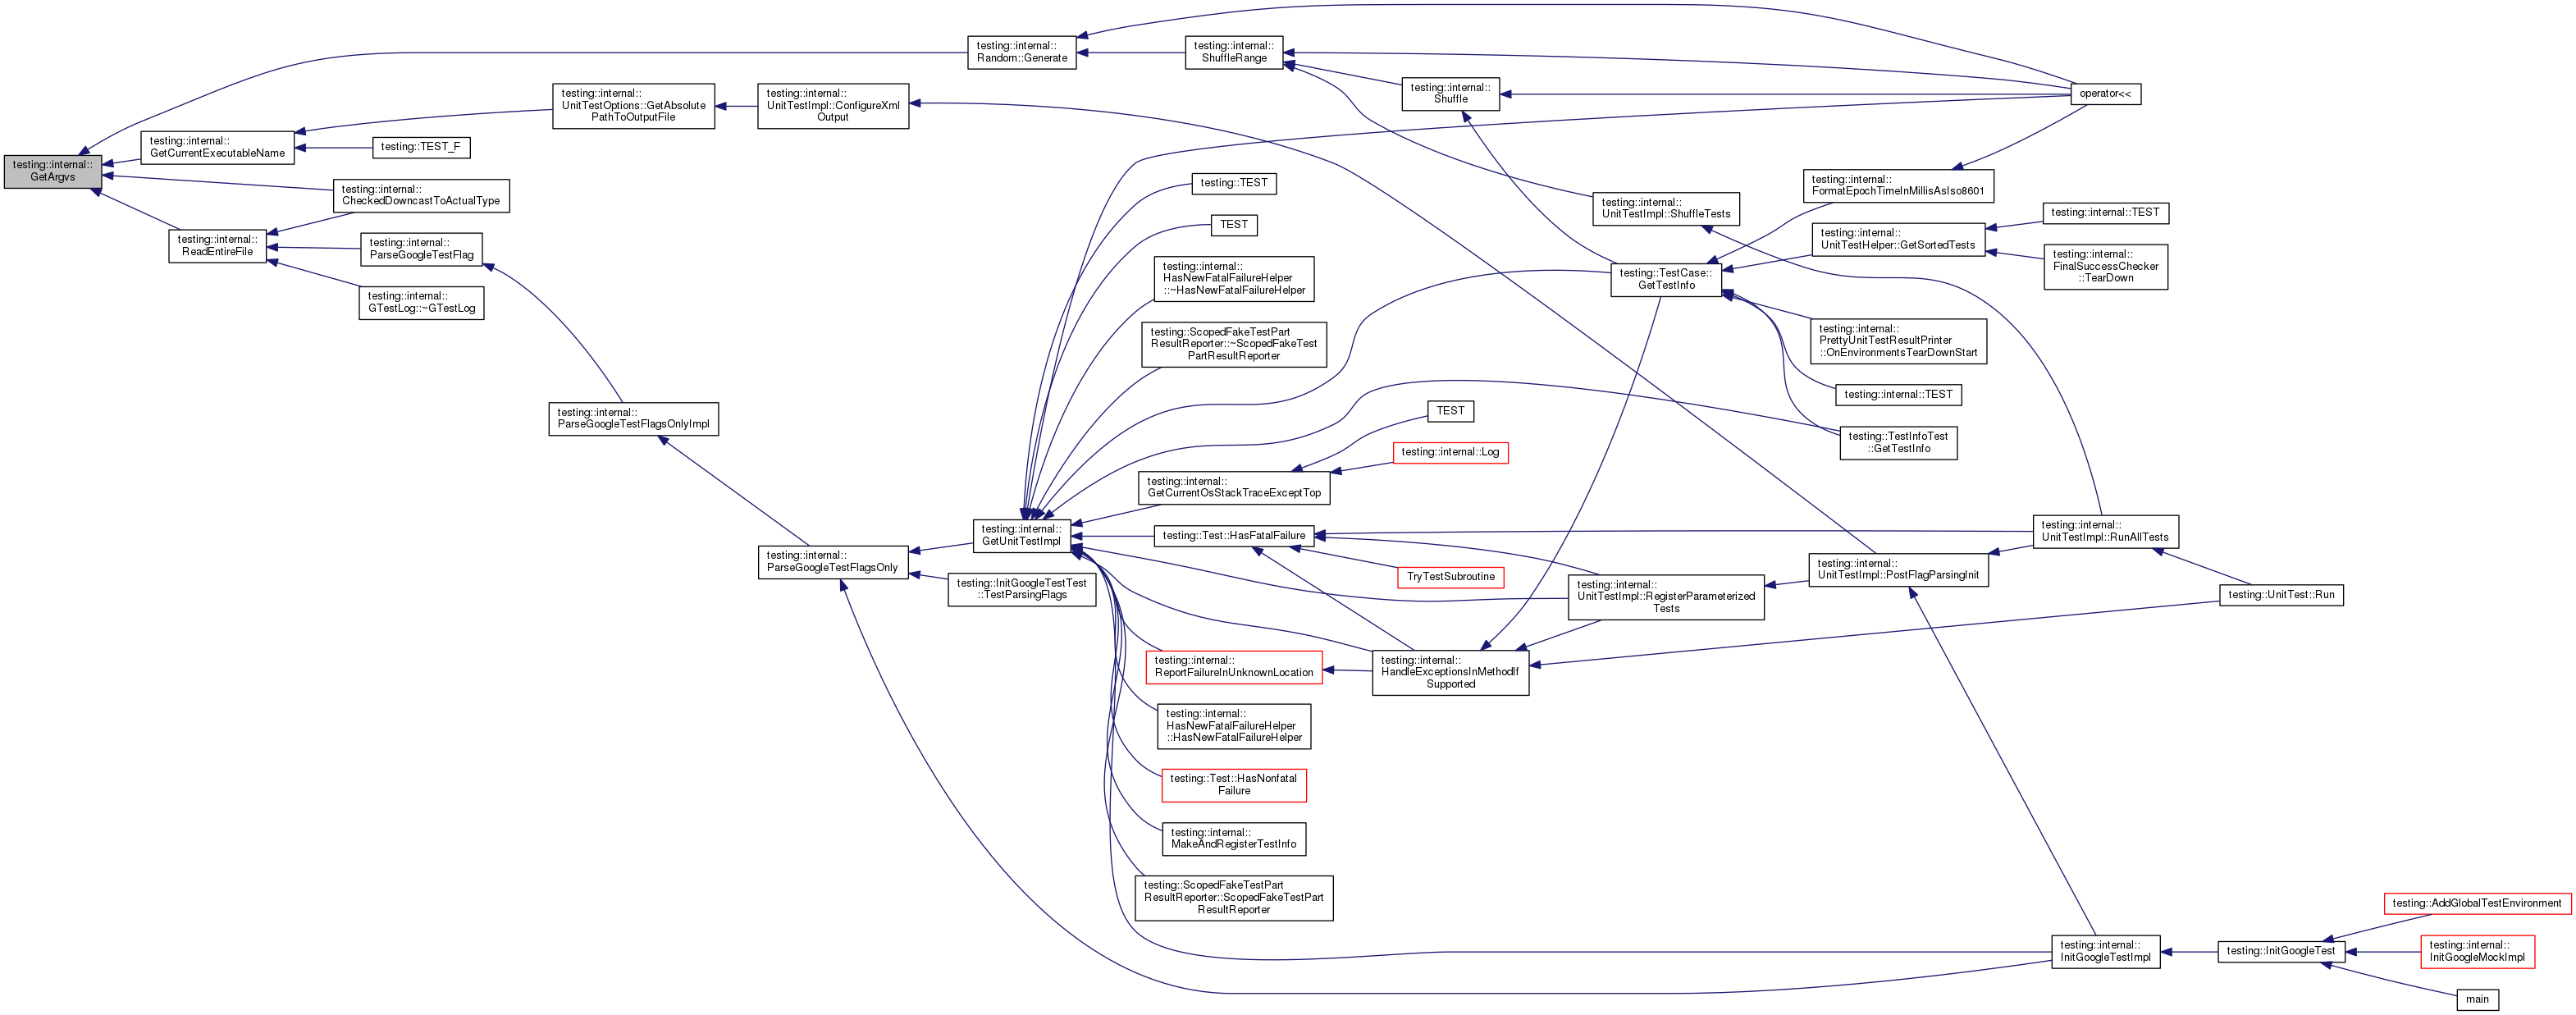 testing::internal::
GetArgvs
testing::internal::
Random::Generate
testing::internal::
ShuffleRange
testing::internal::
Shuffle
operator<<
testing::internal::
GetCurrentExecutableName
testing::internal::
UnitTestOptions::GetAbsolute
PathToOutputFile
testing::internal::
UnitTestImpl::ConfigureXml
Output
testing::TEST_F
testing::internal::
CheckedDowncastToActualType
testing::internal::
ReadEntireFile
testing::internal::
ParseGoogleTestFlag
testing::internal::
GTestLog::~GTestLog
testing::internal::
ParseGoogleTestFlagsOnlyImpl
testing::internal::
ParseGoogleTestFlagsOnly
testing::internal::
GetUnitTestImpl
testing::InitGoogleTestTest
::TestParsingFlags
testing::TEST
TEST
testing::internal::
HasNewFatalFailureHelper
::~HasNewFatalFailureHelper
testing::ScopedFakeTestPart
ResultReporter::~ScopedFakeTest
PartResultReporter
testing::internal::
GetCurrentOsStackTraceExceptTop
TEST
testing::internal::Log
testing::Test::HasFatalFailure
TryTestSubroutine
testing::internal::
ReportFailureInUnknownLocation
testing::internal::
HandleExceptionsInMethodIf
Supported
testing::internal::
HasNewFatalFailureHelper
::HasNewFatalFailureHelper
testing::Test::HasNonfatal
Failure
testing::internal::
MakeAndRegisterTestInfo
testing::ScopedFakeTestPart
ResultReporter::ScopedFakeTestPart
ResultReporter
testing::internal::
UnitTestImpl::ShuffleTests
testing::TestCase::
GetTestInfo
testing::internal::
FormatEpochTimeInMillisAsIso8601
testing::internal::
UnitTestHelper::GetSortedTests
testing::internal::TEST
testing::internal::
FinalSuccessChecker
::TearDown
testing::internal::
PrettyUnitTestResultPrinter
::OnEnvironmentsTearDownStart
testing::internal::TEST
testing::TestInfoTest
::GetTestInfo
testing::internal::
UnitTestImpl::RegisterParameterized
Tests
testing::internal::
UnitTestImpl::PostFlagParsingInit
testing::internal::
UnitTestImpl::RunAllTests
testing::UnitTest::Run
testing::internal::
InitGoogleTestImpl
testing::InitGoogleTest
testing::AddGlobalTestEnvironment
testing::internal::
InitGoogleMockImpl
main